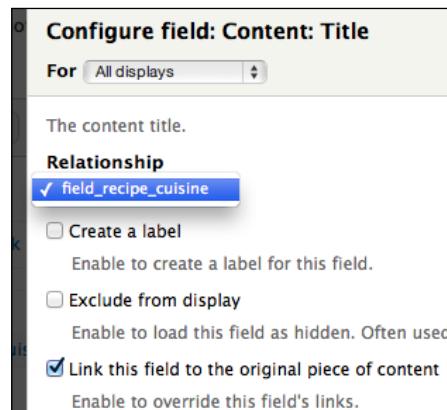 Configure field: Content: Title
For All displays
The content title.
Relationship
✓ field_recipe_cuisine
Create a label
Enable to create a label for this field.
Exclude from display
Enable to load this field as hidden. Often used
Link this field to the original piece of content
Enable to override this field's links.